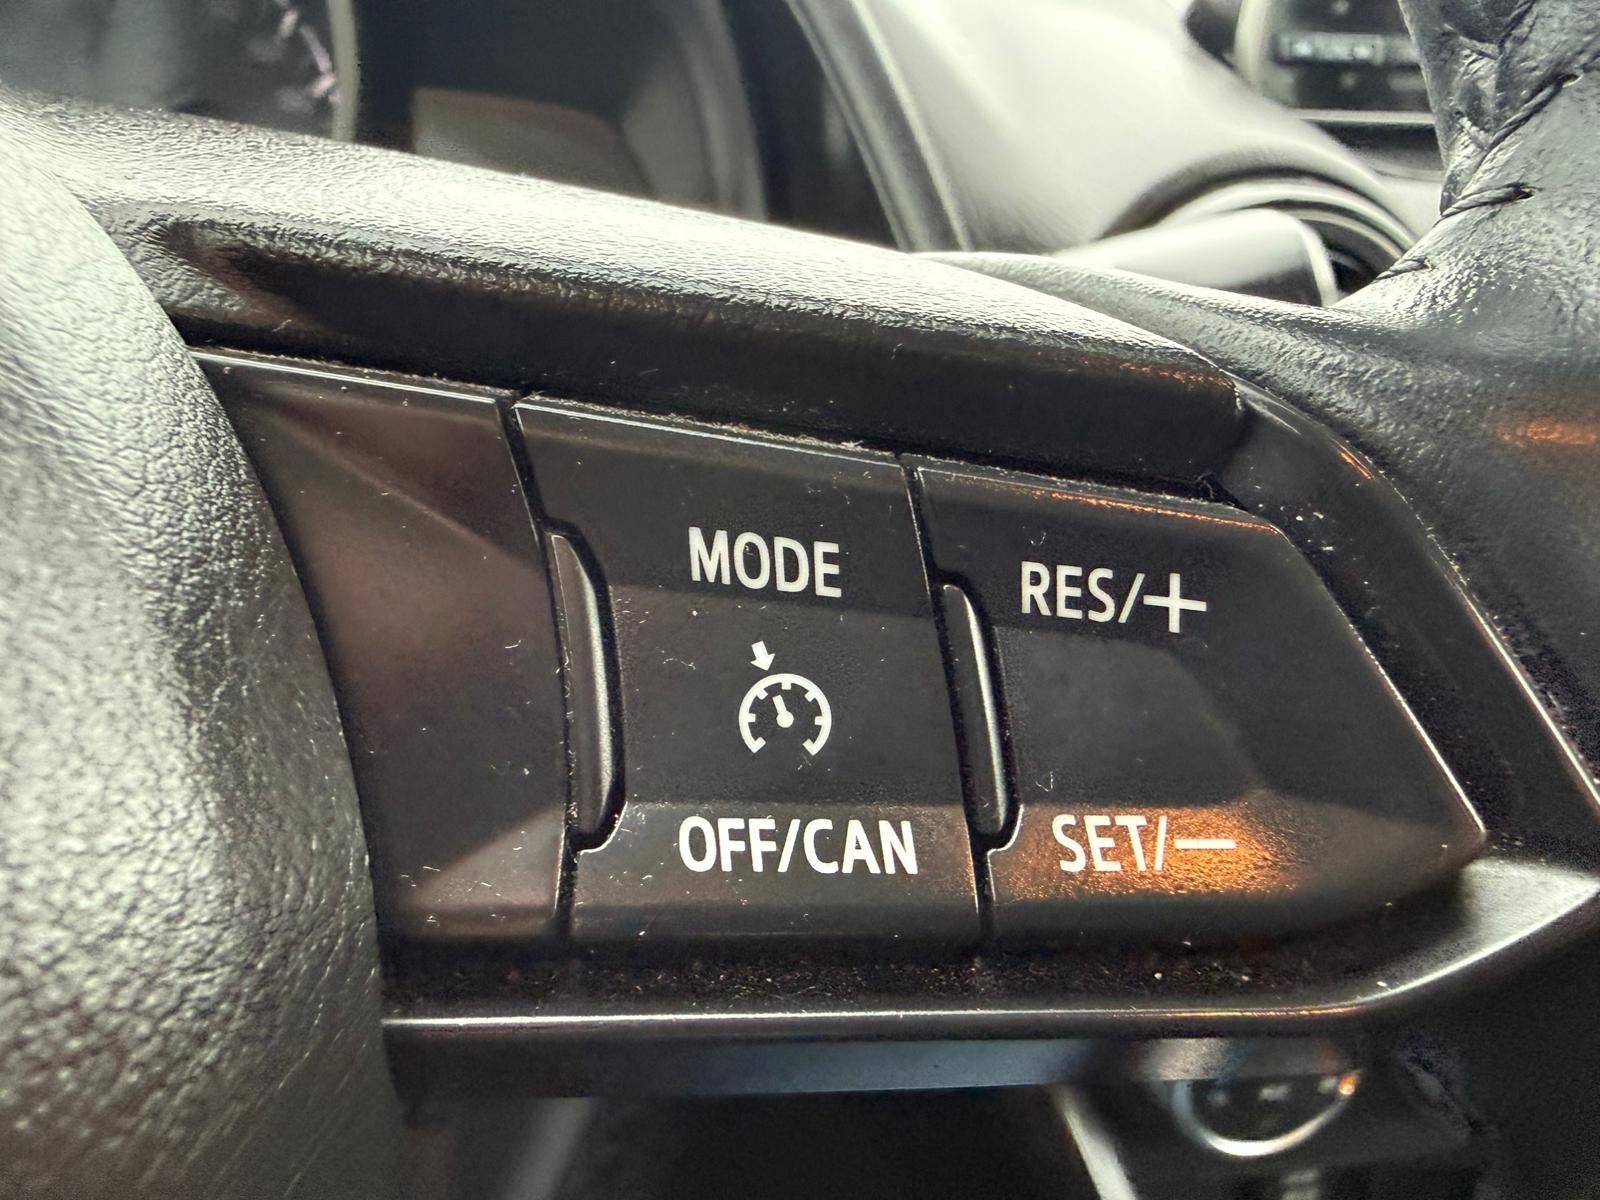 MODE
RES/+
OFF/CAN
SET/−